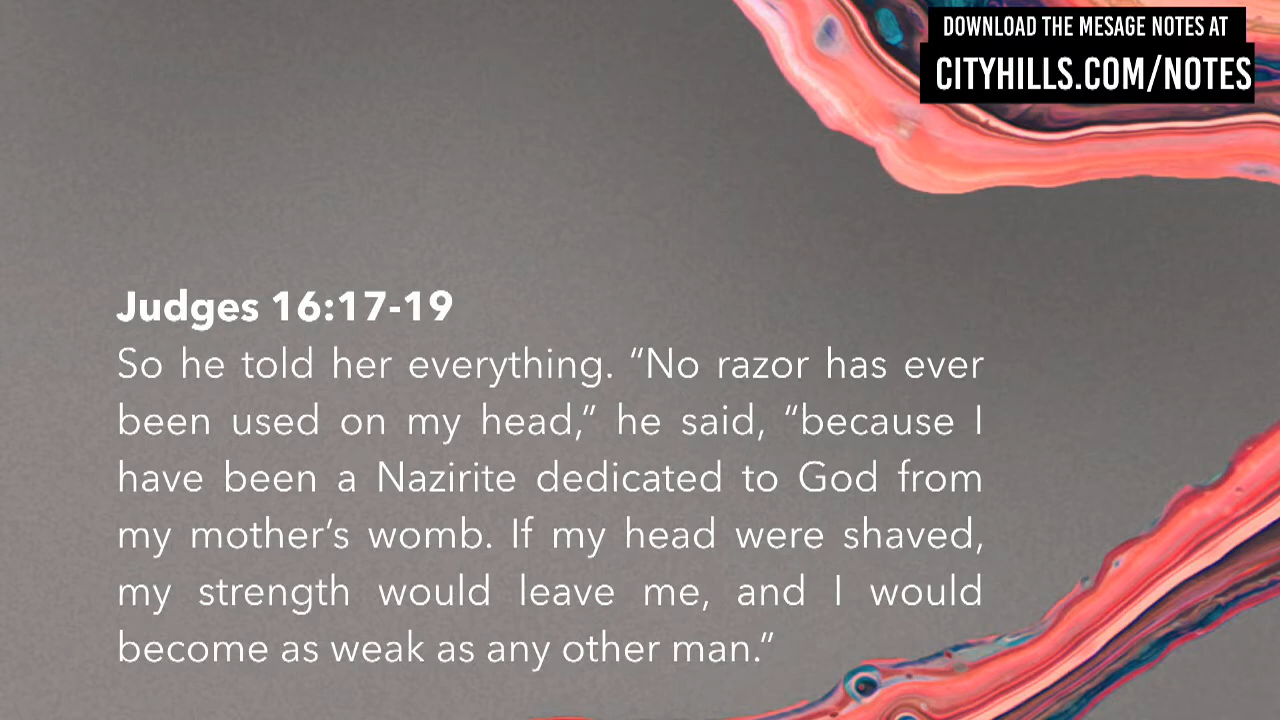 DOWNLOAD THE MESAGE NOTES AT
CITYHILLS.COM/NOTES
Judges 16:17-19
So he told her everything. “No razor has ever
been used on my head,” he said, “because I
have been a Nazirite dedicated to God from
my mother’s womb. If my head were shaved,
my strength would leave me, and I would
become as weak as any other man.”